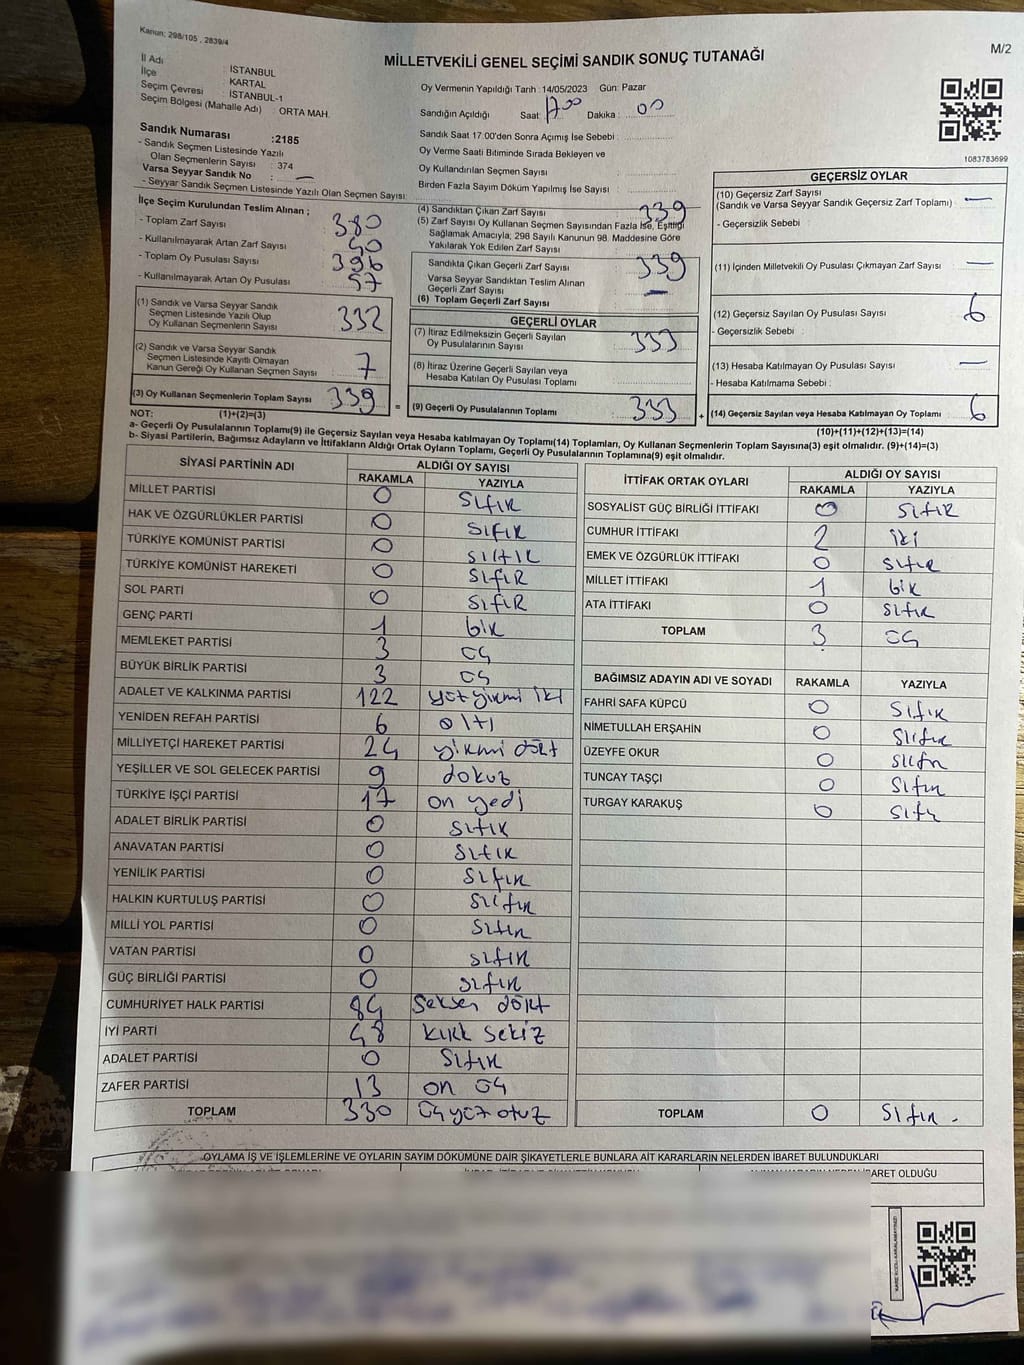 Kanun; 298/105 , 2839/4
M/2
MİLLETVEKİLİ GENEL SEÇİMİ SANDIK SONUÇ TUTANAĞI
İl Adı : İSTANBUL
İlçe : KARTAL
Seçim Çevresi : İSTANBUL-1
Seçim Bölgesi (Mahalle Adı) : ORTA MAH.
Sandık Numarası :2185
- Sandık Seçmen Listesinde Yazılı
Olan Seçmenlerin Sayısı : 374
Varsa Seyyar Sandık No : —
- Seyyar Sandık Seçmen Listesinde Yazılı Olan Seçmen Sayısı:
Oy Vermenin Yapıldığı Tarih : 14/05/2023 Gün: Pazar
Sandığın Açıldığı Saat: 17:00 Dakika : 00
Sandık Saat 17:00'den Sonra Açımış İse Sebebi :
Oy Verme Saati Bitiminde Sırada Bekleyen ve
Oy Kullandırılan Seçmen Sayısı :
Birden Fazla Sayım Döküm Yapılmış İse Sayısı :
1083783699
İlçe Seçim Kurulundan Teslim Alınan ;
- Toplam Zarf Sayısı : 380
- Kullanılmayarak Artan Zarf Sayısı : 40
- Toplam Oy Pusulası Sayısı : 396
- Kullanılmayarak Artan Oy Pusulası : 57
(1) Sandık ve Varsa Seyyar Sandık
Seçmen Listesinde Yazılı Olup
Oy Kullanan Seçmenlerin Sayısı 332
(2) Sandık ve Varsa Seyyar Sandık
Seçmen Listesinde Kayıtlı Olmayan
Kanun Gereği Oy Kullanan Seçmen Sayısı 7
(3) Oy Kullanan Seçmenlerin Toplam Sayısı 339
(4) Sandıktan Çıkan Zarf Sayısı 339
(5) Zarf Sayısı Oy Kullanan Seçmen Sayısından Fazla İse, Eşitliği
Sağlamak Amacıyla; 298 Sayılı Kanunun 98. Maddesine Göre
Yakılarak Yok Edilen Zarf Sayısı
Sandıkta Çıkan Geçerli Zarf Sayısı 339
Varsa Seyyar Sandıktan Teslim Alınan
Geçerli Zarf Sayısı —
(6) Toplam Geçerli Zarf Sayısı
GEÇERLİ OYLAR
(7) İtiraz Edilmeksizin Geçerli Sayılan
Oy Pusulalarının Sayısı 333
(8) İtiraz Üzerine Geçerli Sayılan veya
Hesaba Katılan Oy Pusulası Toplamı
= (9) Geçerli Oy Pusulalarının Toplamı 333
GEÇERSİZ OYLAR
(10) Geçersiz Zarf Sayısı
(Sandık ve Varsa Seyyar Sandık Geçersiz Zarf Toplamı) —
- Geçersizlik Sebebi :
(11) İçinden Milletvekili Oy Pusulası Çıkmayan Zarf Sayısı —
(12) Geçersiz Sayılan Oy Pusulası Sayısı 6
- Geçersizlik Sebebi :
(13) Hesaba Katılmayan Oy Pusulası Sayısı —
- Hesaba Katılmama Sebebi :
+ (14) Geçersiz Sayılan veya Hesaba Katılmayan Oy Toplamı 6
NOT: (1)+(2)=(3)
(10)+(11)+(12)+(13)=(14)
a- Geçerli Oy Pusulalarının Toplamı(9) ile Geçersiz Sayılan veya Hesaba katılmayan Oy Toplamı(14) Toplamları, Oy Kullanan Seçmenlerin Toplam Sayısına(3) eşit olmalıdır. (9)+(14)=(3)
b- Siyasi Partilerin, Bağımsız Adayların ve İttifakların Aldığı Ortak Oyların Toplamı, Geçerli Oy Pusulalarının Toplamına(9) eşit olmalıdır.
SİYASİ PARTİNİN ADI ALDIĞI OY SAYISI
RAKAMLA YAZIYLA
MİLLET PARTİSİ 0 Sıfır
HAK VE ÖZGÜRLÜKLER PARTİSİ 0 Sıfır
TÜRKİYE KOMÜNİST PARTİSİ 0 Sıfır
TÜRKİYE KOMÜNİST HAREKETİ 0 Sıfır
SOL PARTİ 0 Sıfır
GENÇ PARTİ 1 bir
MEMLEKET PARTİSİ 3 üç
BÜYÜK BİRLİK PARTİSİ 3 üç
ADALET VE KALKINMA PARTİSİ 122 yüz yirmi iki
YENİDEN REFAH PARTİSİ 6 altı
MİLLİYETÇİ HAREKET PARTİSİ 24 yirmi dört
YEŞİLLER VE SOL GELECEK PARTİSİ 9 dokuz
TÜRKİYE İŞÇİ PARTİSİ 17 on yedi
ADALET BİRLİK PARTİSİ 0 Sıfır
ANAVATAN PARTİSİ 0 Sıfır
YENİLİK PARTİSİ 0 Sıfır
HALKIN KURTULUŞ PARTİSİ 0 Sıfır
MİLLİ YOL PARTİSİ 0 Sıfır
VATAN PARTİSİ 0 Sıfır
GÜÇ BİRLİĞİ PARTİSİ 0 Sıfır
CUMHURİYET HALK PARTİSİ 84 Seksen dört
İYİ PARTİ 48 kırk sekiz
ADALET PARTİSİ 0 Sıfır
ZAFER PARTİSİ 13 on üç
TOPLAM 330 üçyüz otuz
İTTİFAK ORTAK OYLARI ALDIĞI OY SAYISI
RAKAMLA YAZIYLA
SOSYALİST GÜÇ BİRLİĞİ İTTİFAKI 0 Sıfır
CUMHUR İTTİFAKI 2 iki
EMEK VE ÖZGÜRLÜK İTTİFAKI 0 Sıfır
MİLLET İTTİFAKI 1 bir
ATA İTTİFAKI 0 Sıfır
TOPLAM 3 üç
BAĞIMSIZ ADAYIN ADI VE SOYADI RAKAMLA YAZIYLA
FAHRİ SAFA KÜPCÜ 0 Sıfır
NİMETULLAH ERŞAHİN 0 Sıfır
ÜZEYFE OKUR 0 Sıfır
TUNCAY TAŞÇI 0 Sıfır
TURGAY KARAKUŞ 0 Sıfır
TOPLAM 0 Sıfır.
OYLAMA İŞ VE İŞLEMLERİNE VE OYLARIN SAYIM DÖKÜMÜNE DAİR ŞİKAYETLERLE BUNLARA AİT KARARLARIN NELERDEN İBARET BULUNDUKLARI
İBARET OLDUĞU